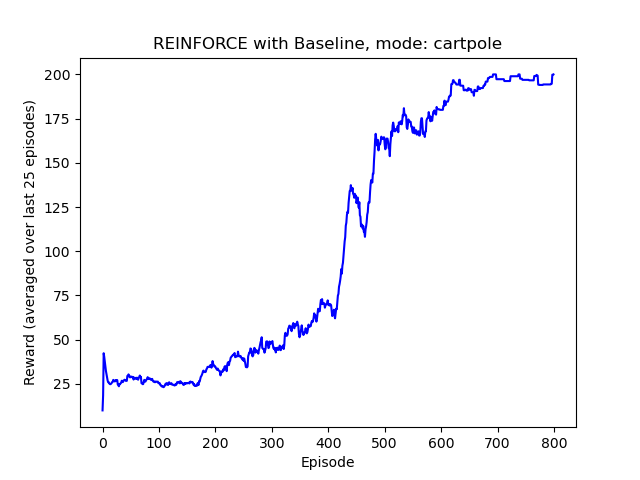 REINFORCE with Baseline, mode: cartpole
200
175
150
125
100
75
50
25
Reward (averaged over last 25 episodes)
0 100 200 300 400 500 600 700 800
Episode